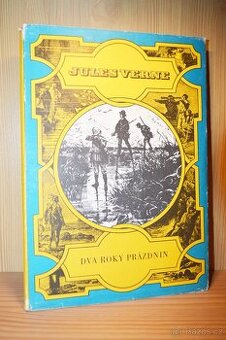 JULES VERNE
DVA ROKY PRÁZDNIN